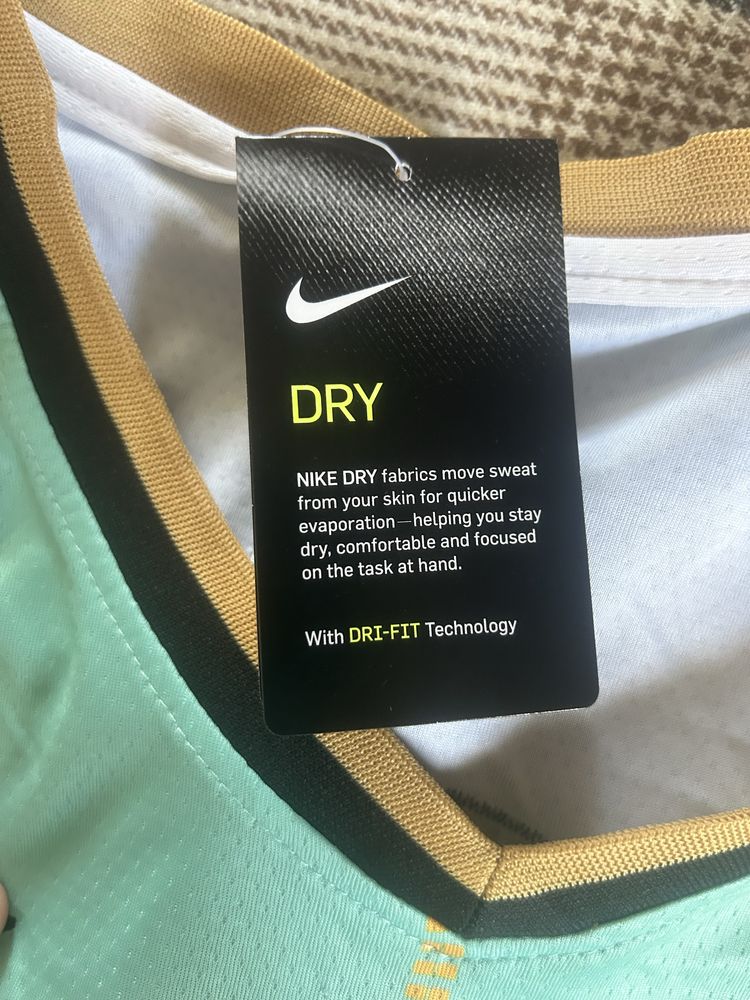 DRY
NIKE DRY fabrics move sweat
from your skin for quicker
evaporation—helping you stay
dry, comfortable and focused
on the task at hand.
With DRI-FIT Technology